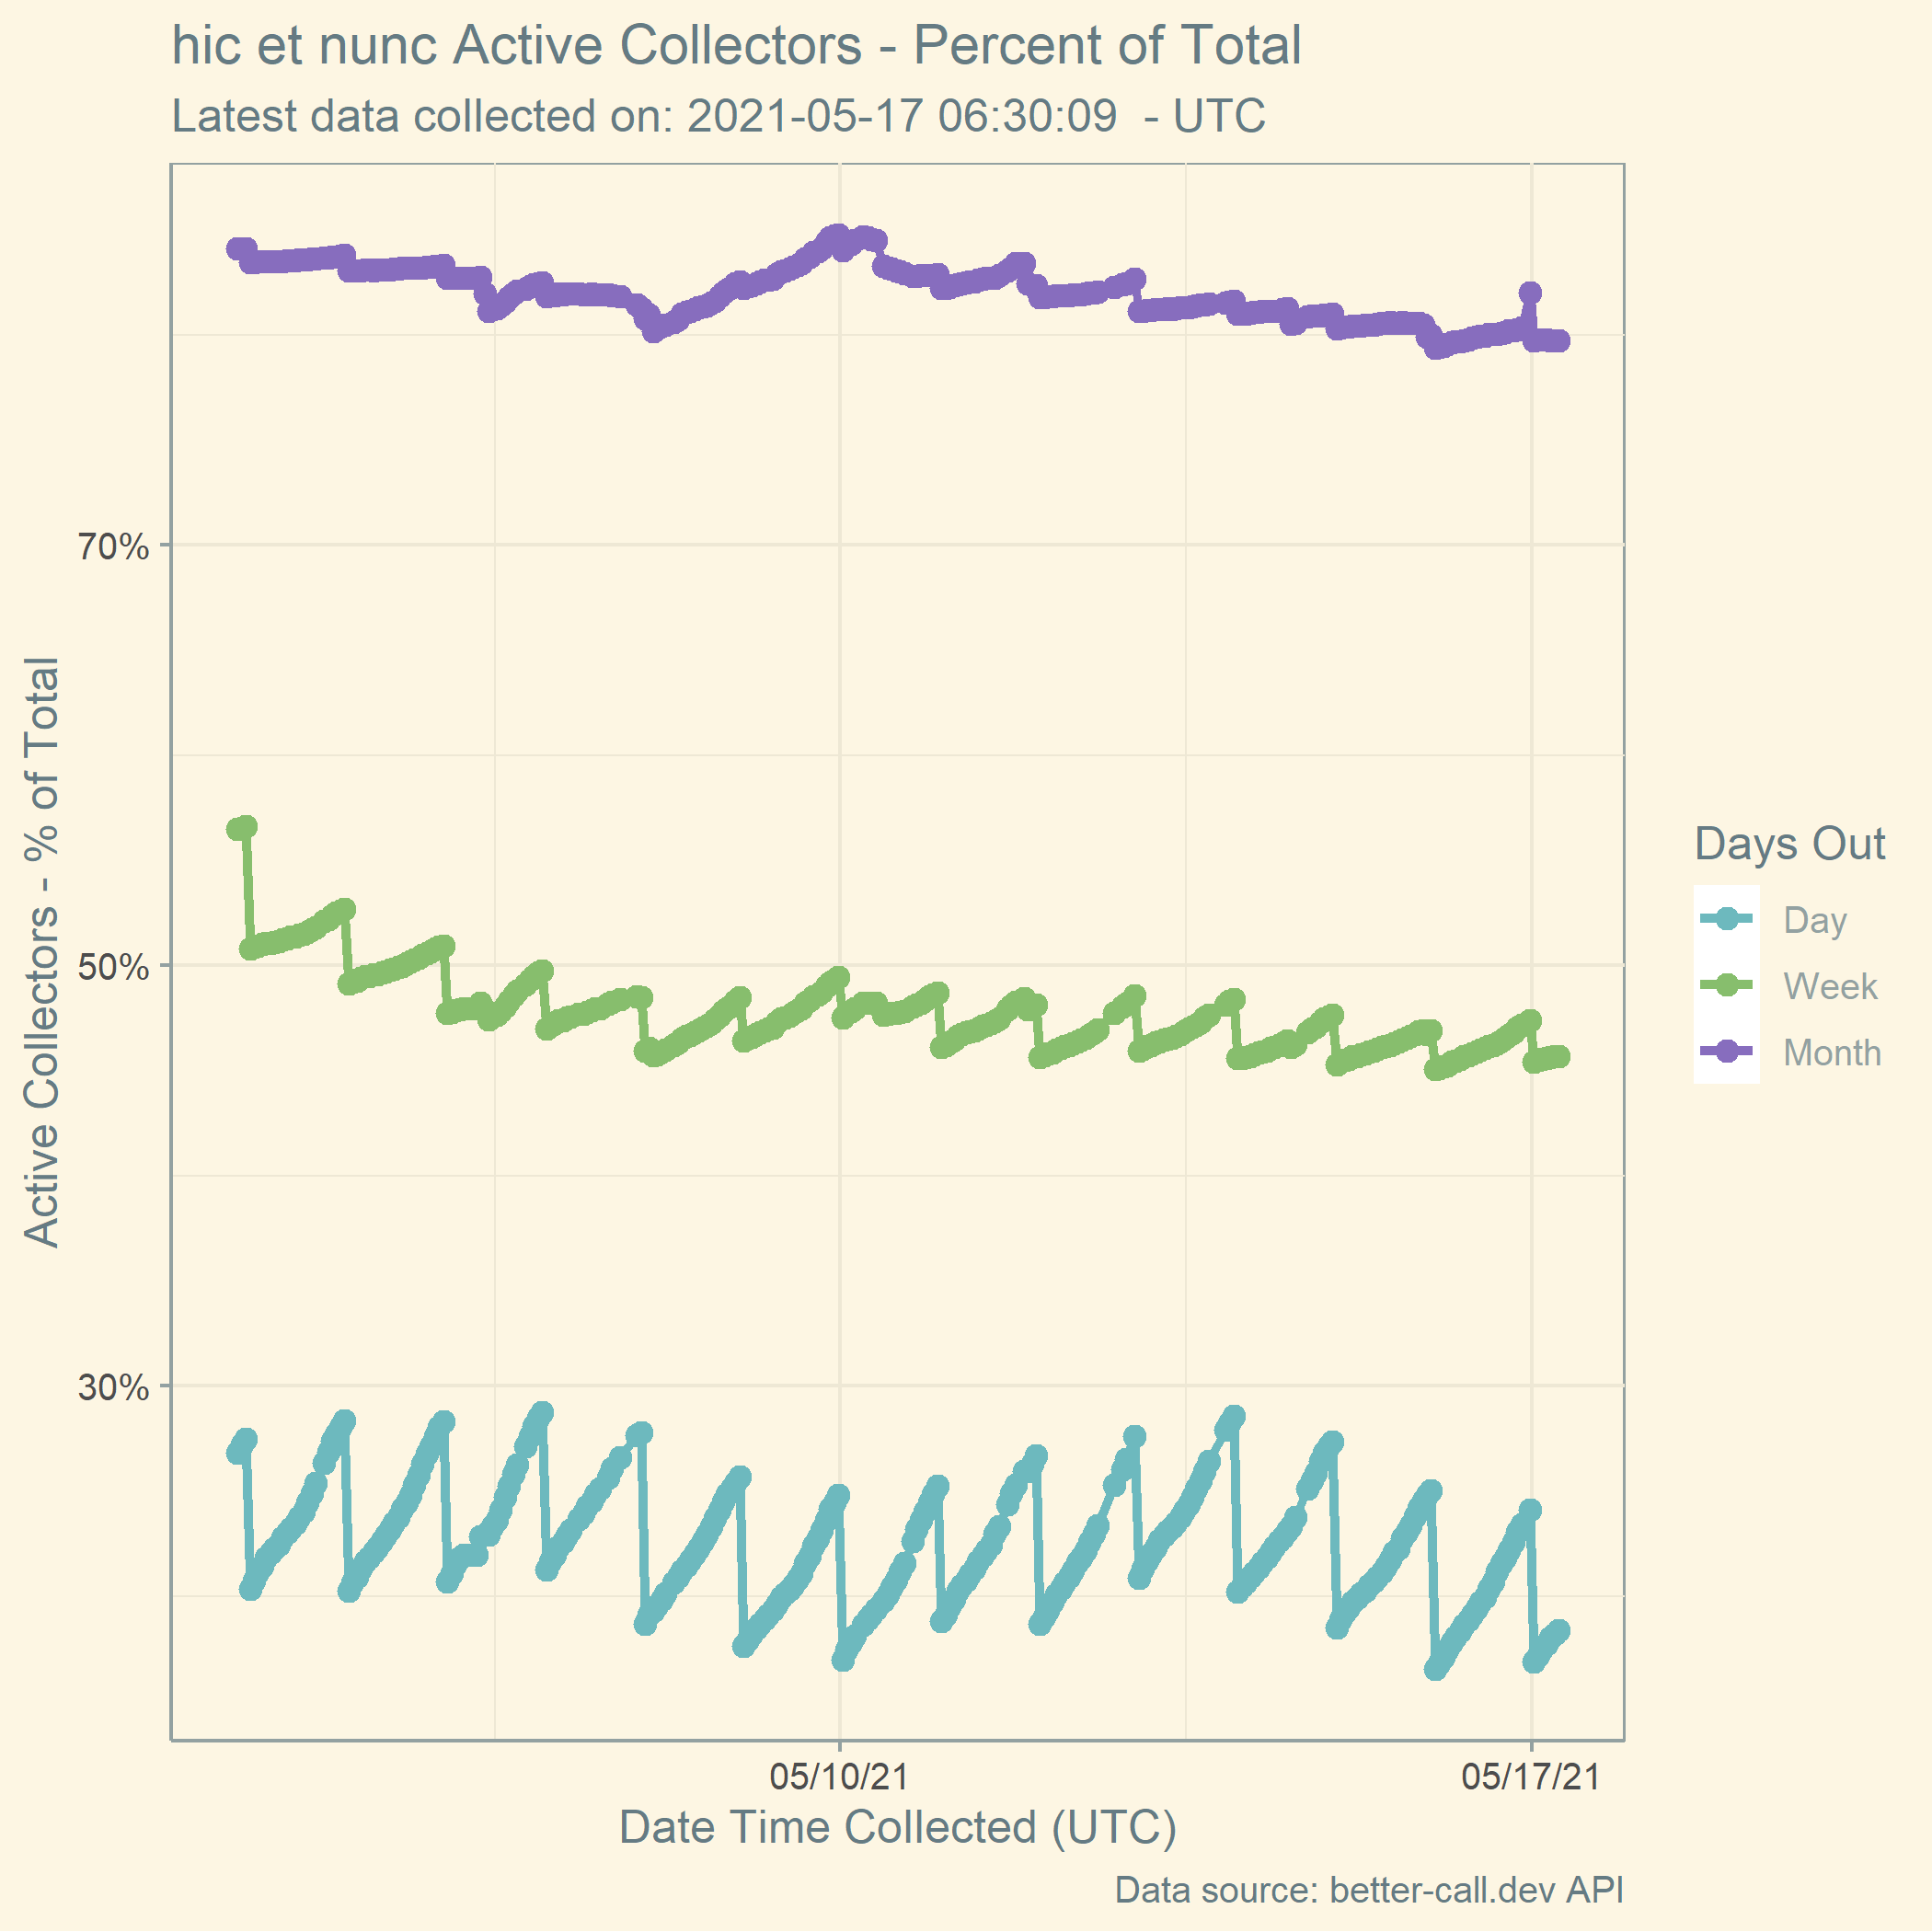 hic et nunc Active Collectors - Percent of Total
Latest data collected on: 2021-05-17 06:30:09  - UTC
Active Collectors - % of Total
70%
50%
30%
05/10/21
05/17/21
Date Time Collected (UTC)
Days Out
Day
Week
Month
Data source: better-call.dev API